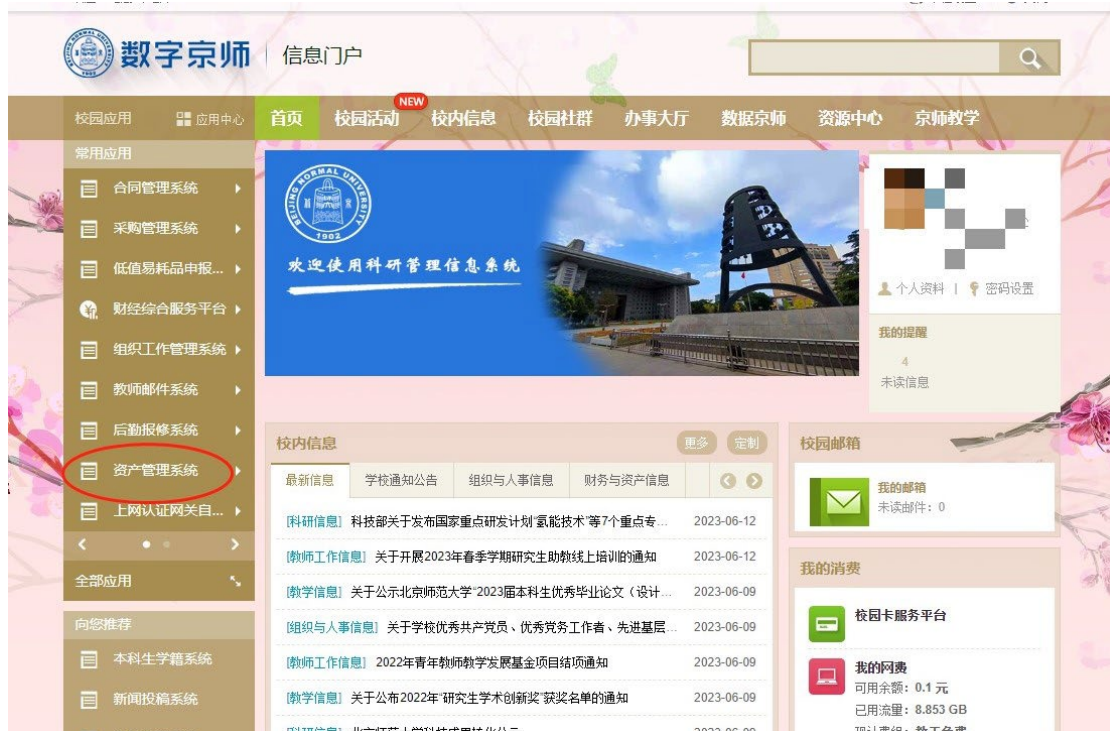 数字京师
信息门户
校园应用
应用中心
首页
校园活动
NEW
校内信息
校园社群
办事大厅
数据京师
资源中心
京师教学
常用应用
合同管理系统
采购管理系统
低值易耗品申报...
财经综合服务平台
组织工作管理系统
教师邮件系统
后勤报修系统
资产管理系统
上网认证网关自...
全部应用
向您推荐
本科生学籍系统
新闻投稿系统
BEIJING NORMAL UNIVERSITY
1902
欢迎使用科研管理信息系统
个人资料 | 密码设置
我的提醒
4
未读信息
校内信息
更多
定制
最新信息
学校通知公告
组织与人事信息
财务与资产信息
[科研信息] 科技部关于发布国家重点研发计划“氢能技术”等7个重点专... 2023-06-12
[教师工作信息] 关于开展2023年春季学期研究生助教线上培训的通知 2023-06-12
[教学信息] 关于公示北京师范大学“2023届本科生优秀毕业论文（设计... 2023-06-09
[组织与人事信息] 关于学校优秀共产党员、优秀党务工作者、先进基层... 2023-06-09
[教师工作信息] 2022年青年教师教学发展基金项目结项通知 2023-06-09
[教学信息] 关于公布2022年“研究生学术创新奖”获奖名单的通知 2023-06-09
校园邮箱
我的邮箱
未读邮件：0
我的消费
校园卡服务平台
我的网费
可用余额：0.1 元
已用流量：8.853 GB